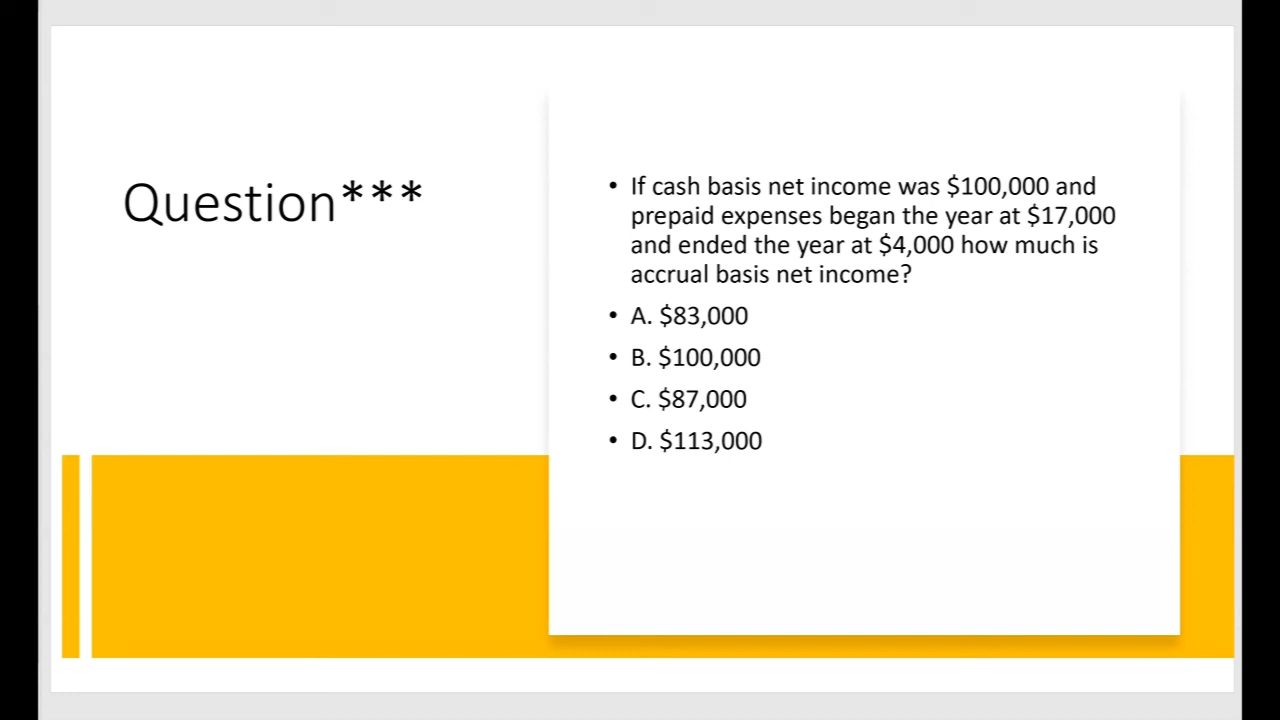 Question***
• If cash basis net income was $100,000 and
prepaid expenses began the year at $17,000
and ended the year at $4,000 how much is
accrual basis net income?
• A. $83,000
• B. $100,000
• C. $87,000
• D. $113,000